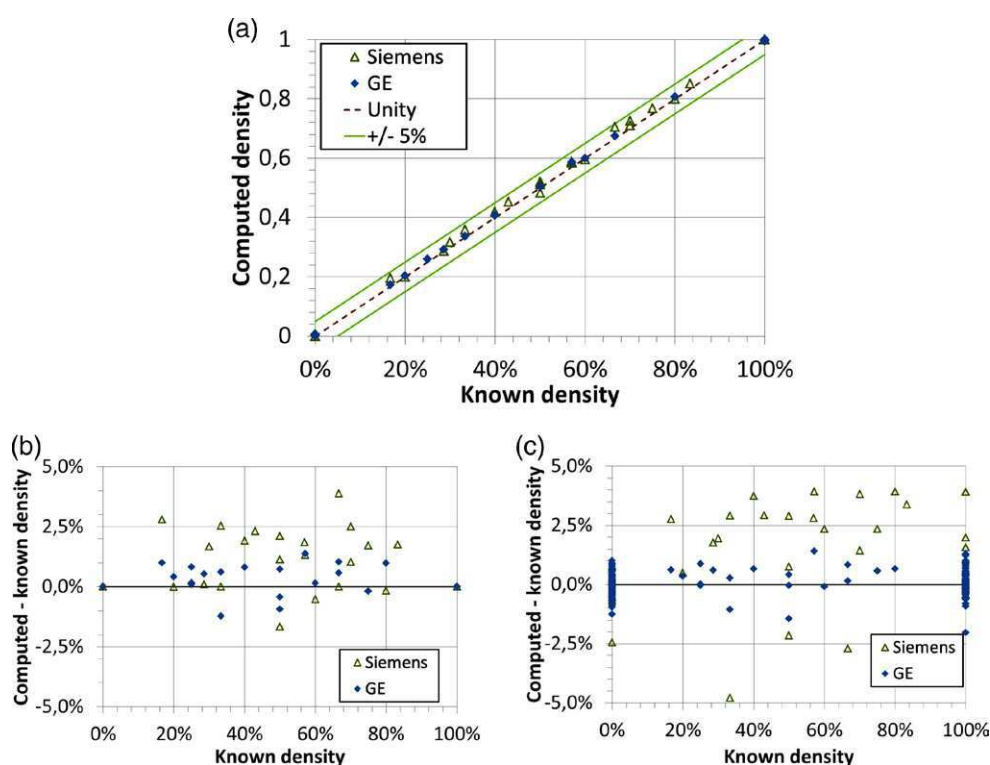 (a)
Computed density
1
0,8
0,6
0,4
0,2
0
Siemens
GE
Unity
+/- 5%
0% 20% 40% 60% 80% 100%
Known density
(b)
Computed - known density
5,0%
2,5%
0,0%
-2,5%
-5,0%
Siemens
GE
0% 20% 40% 60% 80% 100%
Known density
(c)
Computed - known density
5,0%
2,5%
0,0%
-2,5%
-5,0%
Siemens
GE
0% 20% 40% 60% 80% 100%
Known density